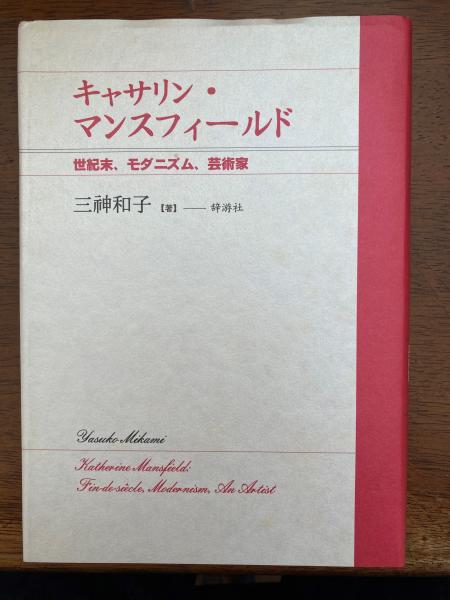 キャサリン・
マンスフィールド
世紀末、モダニズム、芸術家
三神和子【著】——辞游社
Yasuko Mikami
Katherine Mansfield:
Fin-de-siècle, Modernism, An Artist